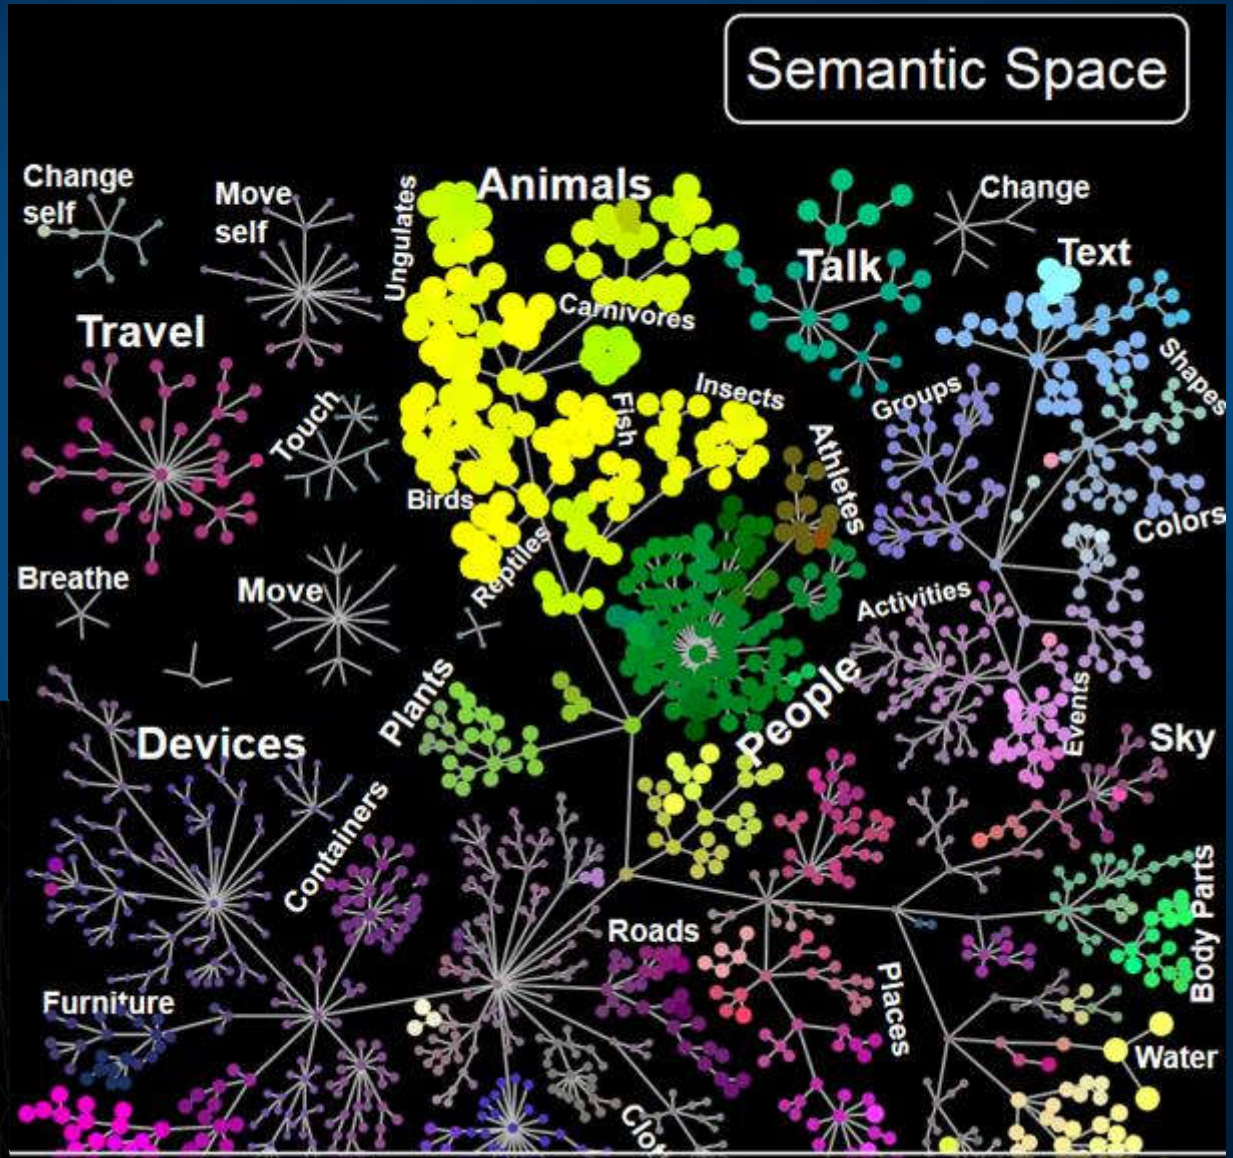 Semantic Space
Change
self
Move
self
Ungulates
Animals
Talk
Change
Text
Travel
Carnivores
Shapes
Touch
Fish
Insects
Groups
Birds
Athletes
Colors
Reptiles
Breathe
Move
Activities
Plants
People
Events
Devices
Sky
Containers
Body Parts
Roads
Furniture
Places
Water